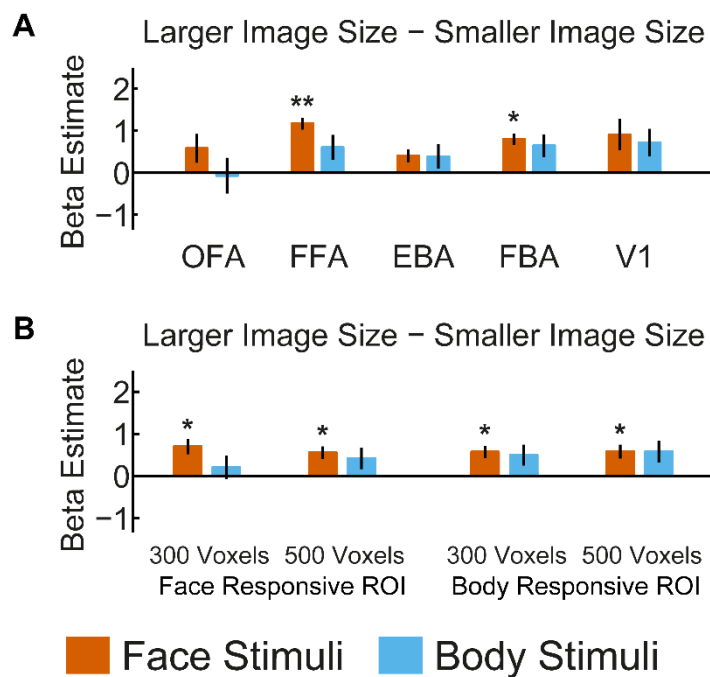 A
Larger Image Size − Smaller Image Size
Beta Estimate
2
1
0
−1
**
*
OFA FFA EBA FBA V1
B
Larger Image Size − Smaller Image Size
Beta Estimate
2
1
0
−1
* * * *
300 Voxels 500 Voxels 300 Voxels 500 Voxels
Face Responsive ROI Body Responsive ROI
Face Stimuli Body Stimuli